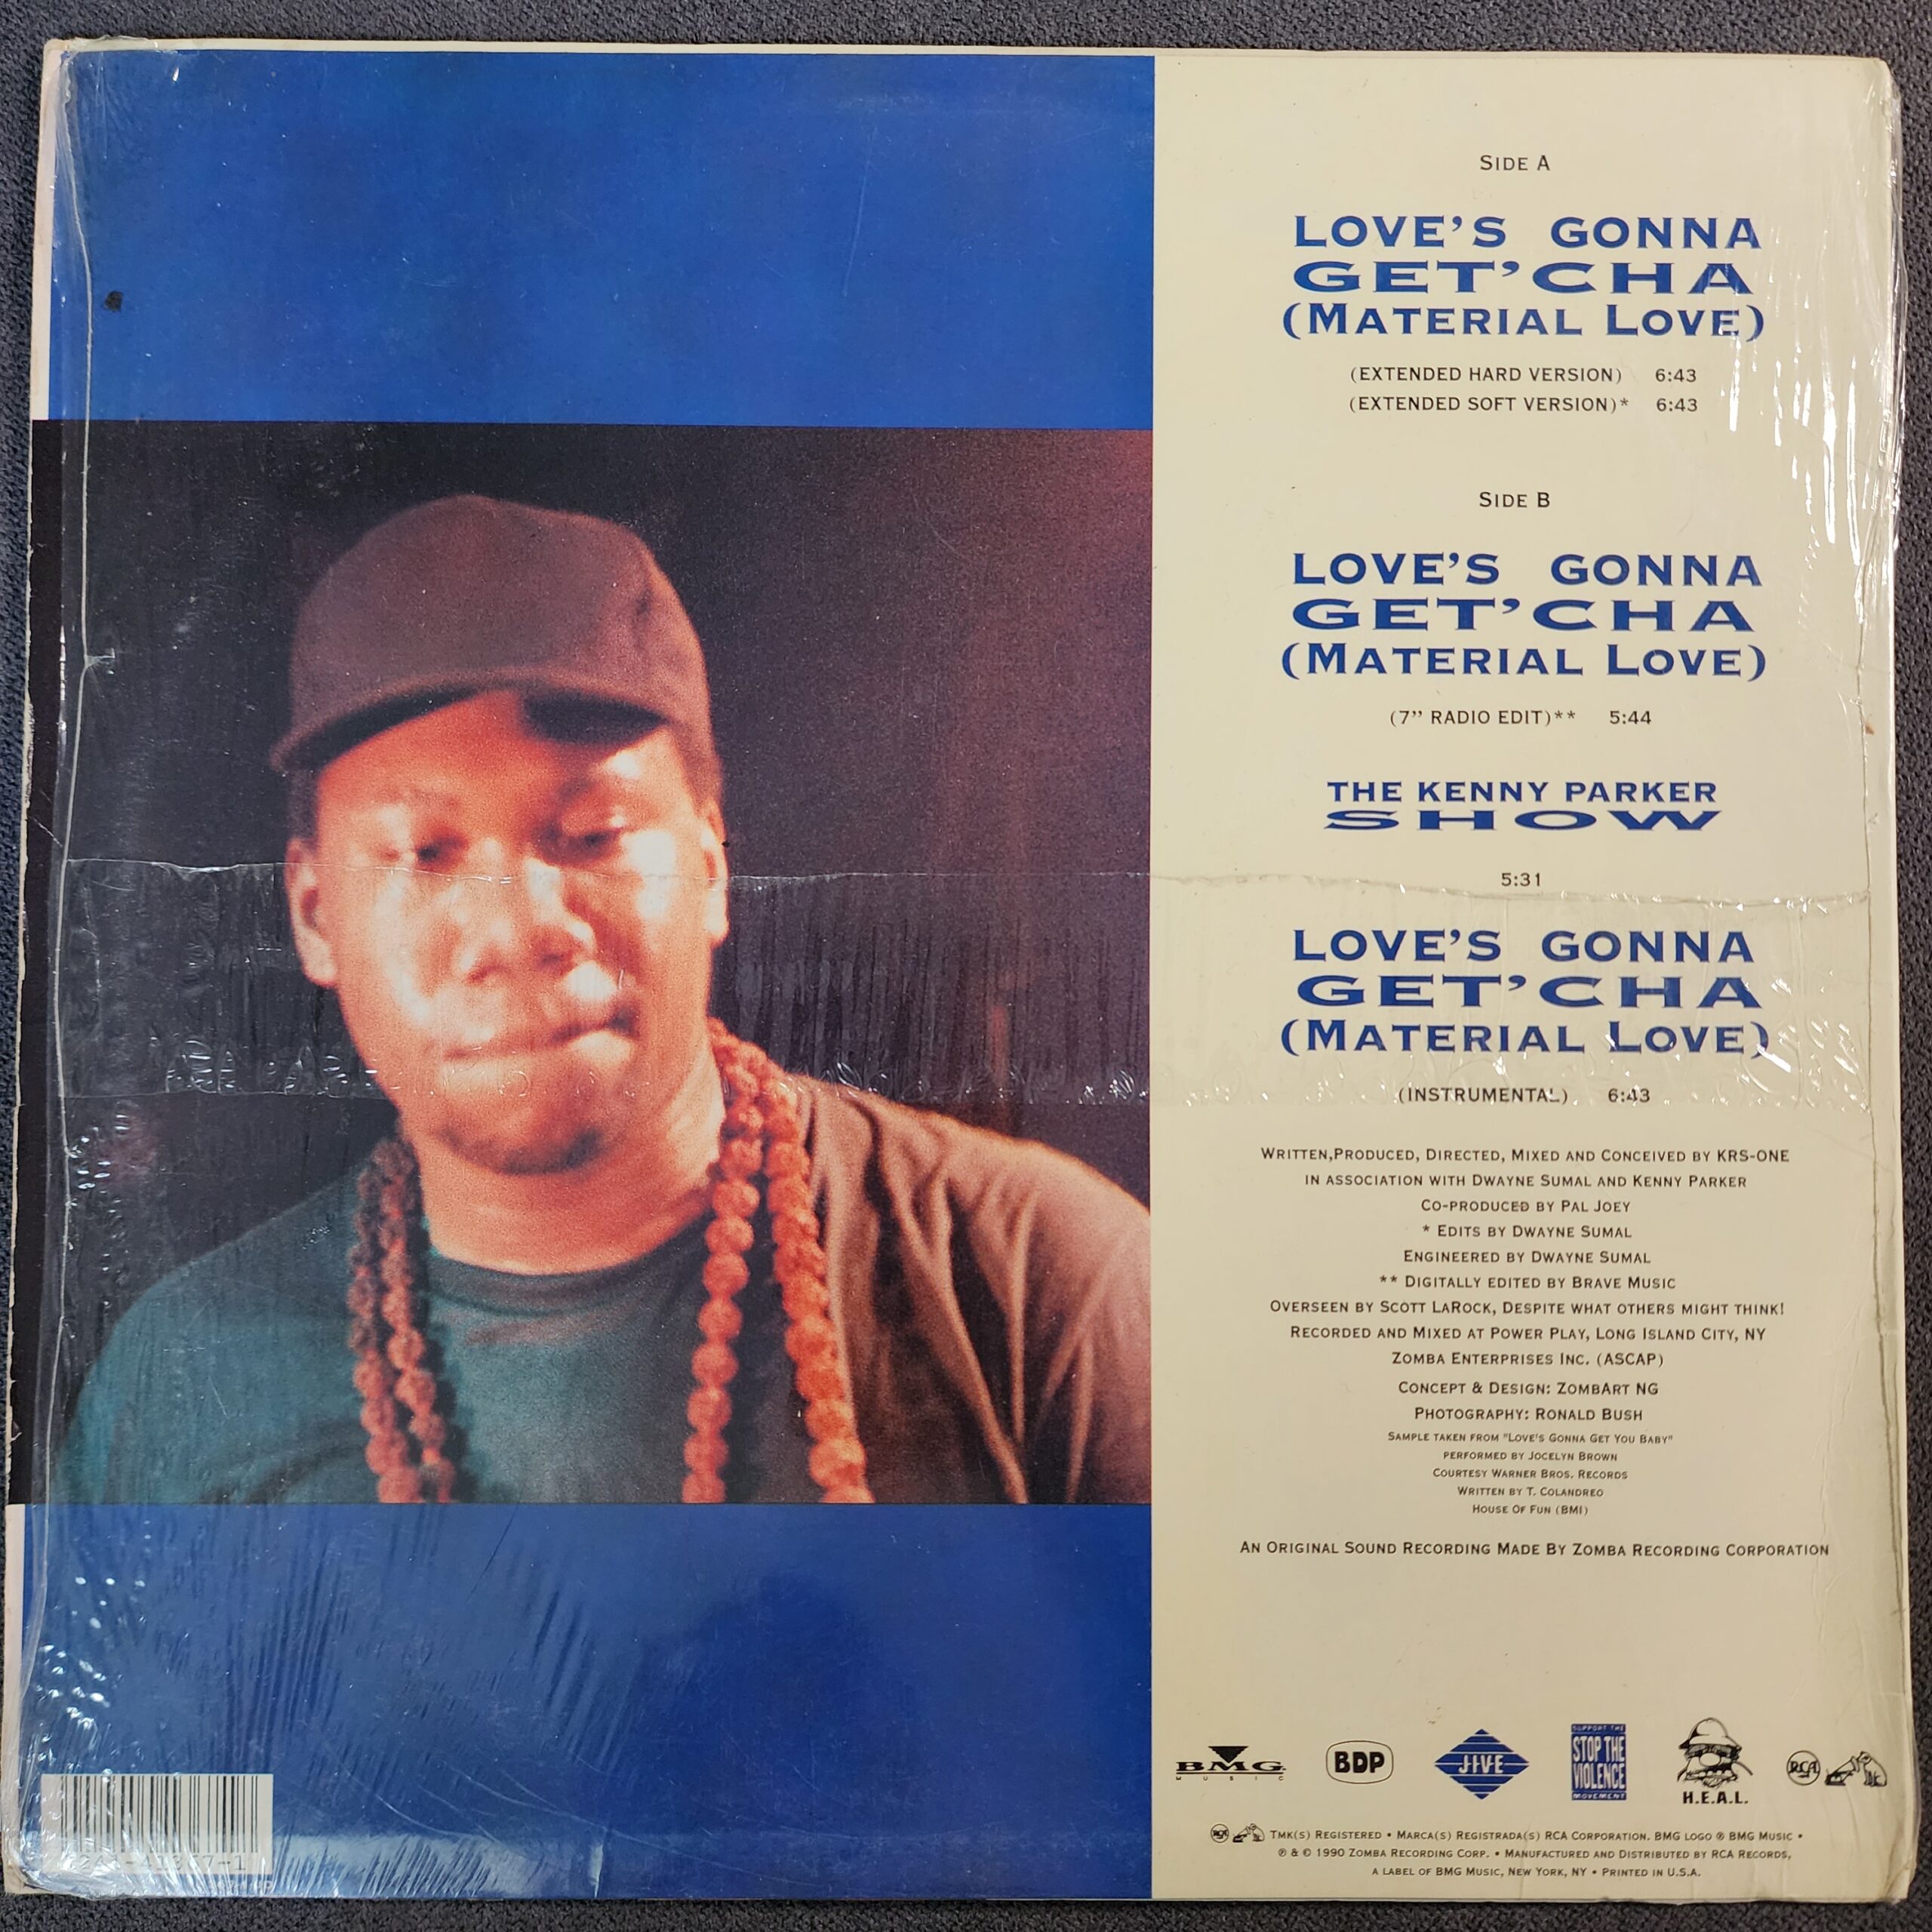 SIDE A
LOVE'S GONNA
GET'CHA
(MATERIAL LOVE)
(EXTENDED HARD VERSION) 6:43
(EXTENDED SOFT VERSION)* 6:43
SIDE B
LOVE'S GONNA
GET'CHA
(MATERIAL LOVE)
(7" RADIO EDIT)** 5:44
THE KENNY PARKER
SHOW
5:31
LOVE'S GONNA
GET'CHA
(MATERIAL LOVE)
(INSTRUMENTAL) 6:43
WRITTEN,PRODUCED, DIRECTED, MIXED AND CONCEIVED BY KRS-ONE
IN ASSOCIATION WITH DWAYNE SUMAL AND KENNY PARKER
CO-PRODUCED BY PAL JOEY
* EDITS BY DWAYNE SUMAL
ENGINEERED BY DWAYNE SUMAL
** DIGITALLY EDITED BY BRAVE MUSIC
OVERSEEN BY SCOTT LAROCK, DESPITE WHAT OTHERS MIGHT THINK!
RECORDED AND MIXED AT POWER PLAY, LONG ISLAND CITY, NY
ZOMBA ENTERPRISES INC. (ASCAP)
CONCEPT & DESIGN: ZOMBART NG
PHOTOGRAPHY: RONALD BUSH
SAMPLE TAKEN FROM "LOVE'S GONNA GET YOU BABY"
PERFORMED BY JOCELYN BROWN
COURTESY WARNER BROS. RECORDS
WRITTEN BY T. COLANDREO
HOUSE OF FUN (BMI)
AN ORIGINAL SOUND RECORDING MADE BY ZOMBA RECORDING CORPORATION
BMG MUSIC
BDP
JIVE
SUPPORT THE
STOP THE
VIOLENCE
MOVEMENT
H.E.A.L.
RCA
RCA TMK(S) REGISTERED • MARCA(S) REGISTRADA(S) RCA CORPORATION. BMG LOGO ® BMG MUSIC •
℗ & © 1990 ZOMBA RECORDING CORP. • MANUFACTURED AND DISTRIBUTED BY RCA RECORDS,
A LABEL OF BMG MUSIC, NEW YORK, NY • PRINTED IN U.S.A.